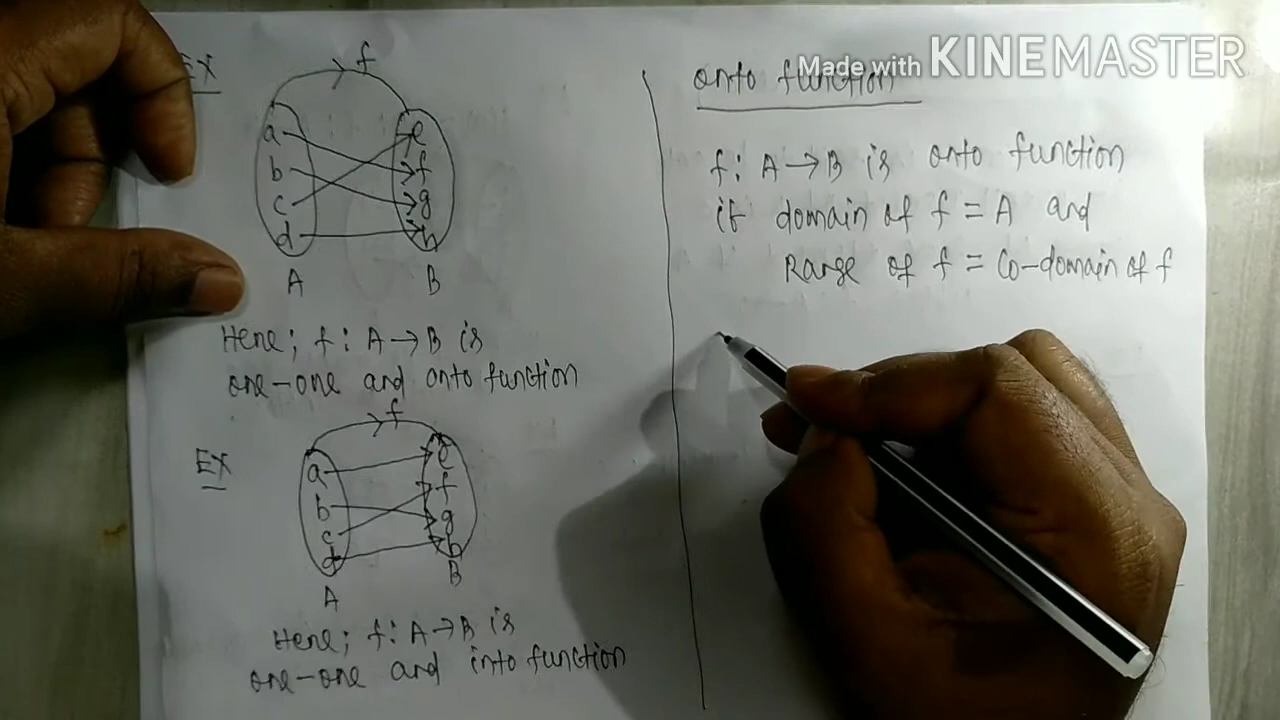 Made with KINEMASTER
EX
f
a
b
c
d
e
f
g
h
A
B
Here; f: A→B is
one-one and onto function
EX
f
a
b
c
d
e
f
g
h
A
B
Here; f: A→B is
one-one and into function
onto function
f: A→B is onto function
if domain of f = A and
Range of f = Co-domain of f